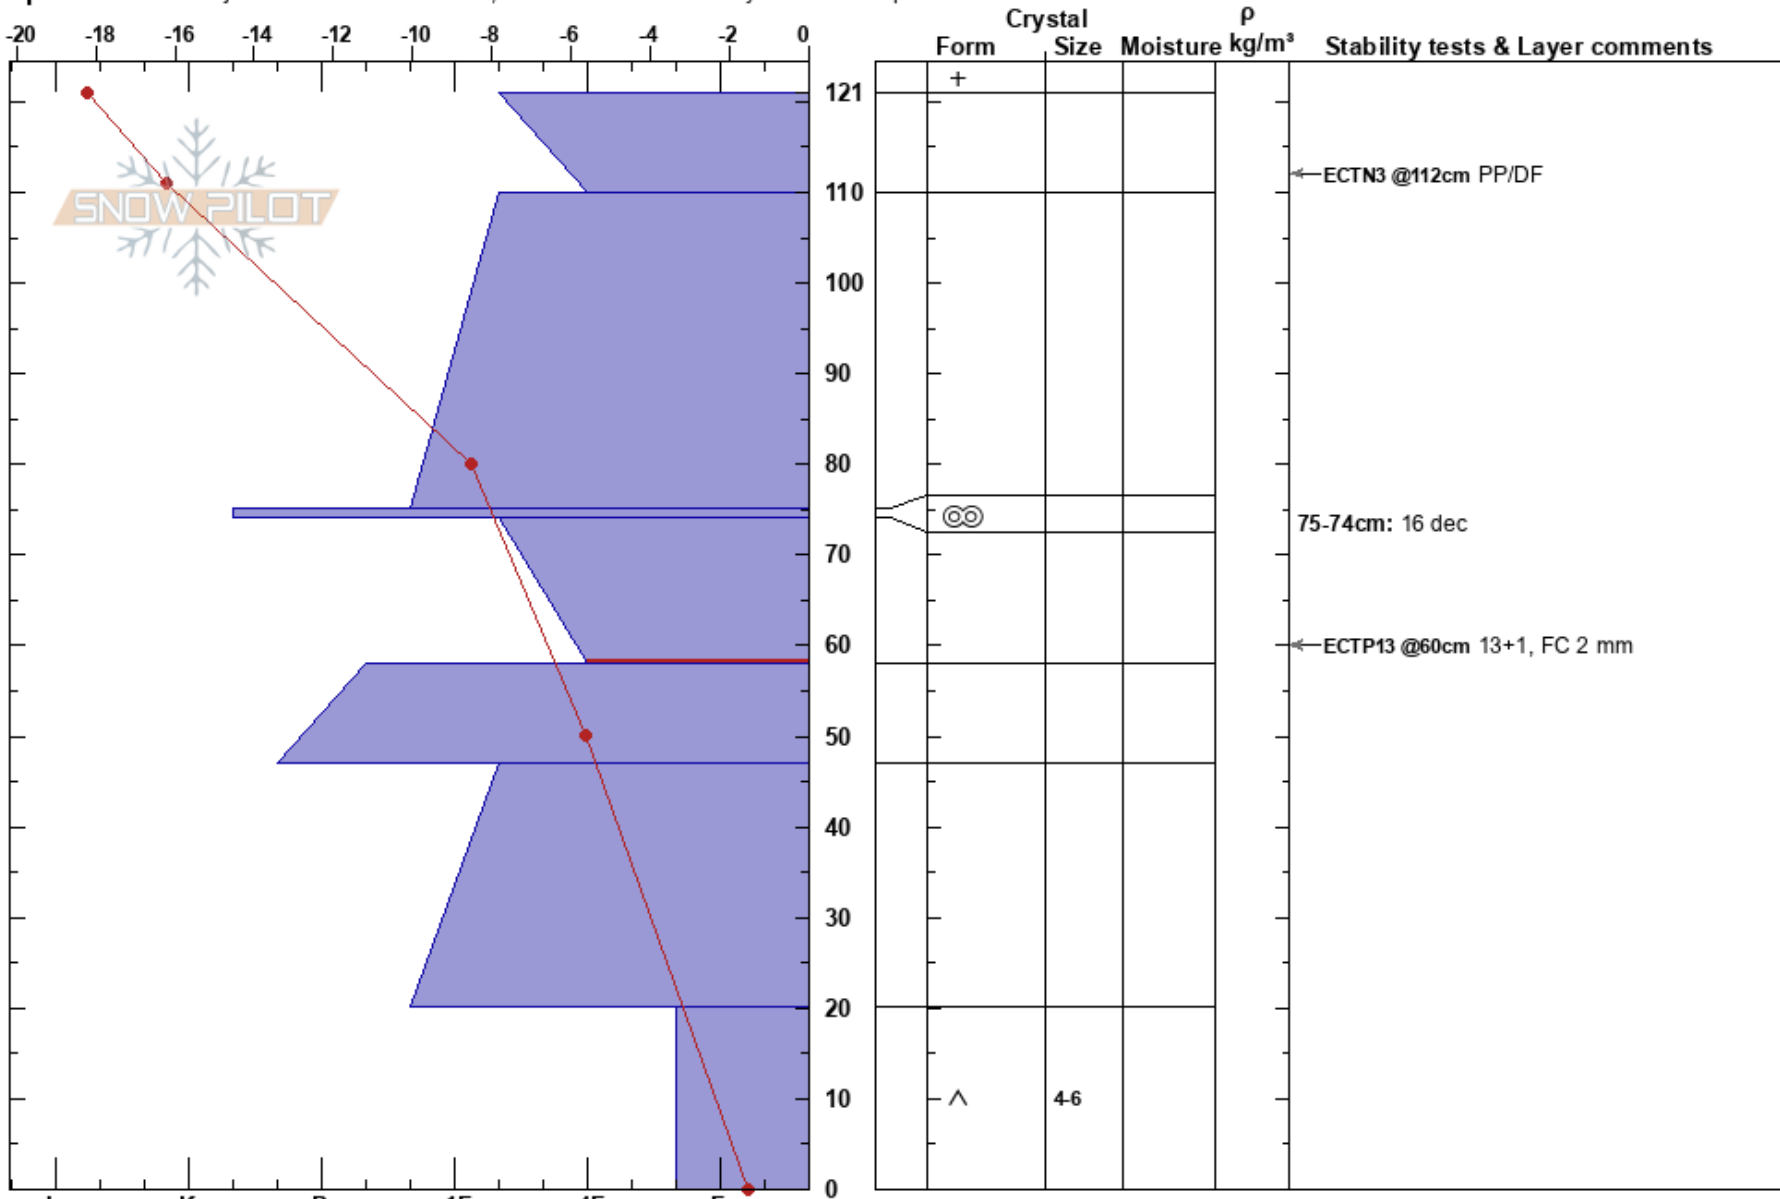 Crystal ρ
-20 -18 -16 -14 -12 -10 -8 -6 -4 -2 0 Form Size Moisture kg/m³ Stability tests & Layer comments
+
121
SNOW PILOT
ECTN3 @112cm PP/DF
110
100
90
80
75-74cm: 16 dec
70
60 ECTP13 @60cm 13+1, FC 2 mm
50
40
30
20
10 4-6
0